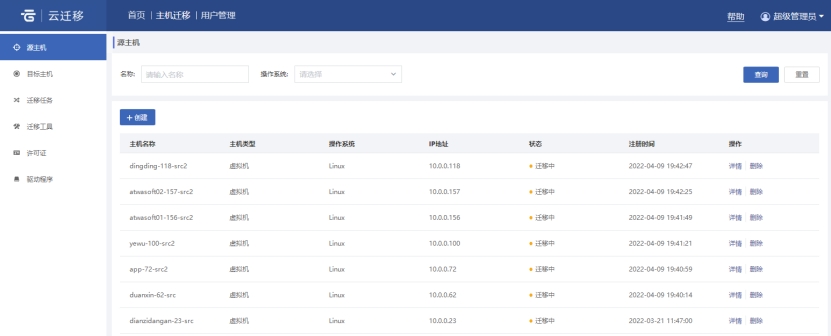 云迁移 首页 主机迁移 用户管理 帮助 超级管理员
源主机
目标主机
迁移任务
迁移工具
许可证
驱动程序
源主机
名称: 请输入名称 操作系统: 请选择 查询 重置
+ 创建
主机名称 主机类型 操作系统 IP地址 状态 注册时间 操作
dingding-118-src2 虚拟机 Linux 10.0.0.118 迁移中 2022-04-09 19:42:47 详情 删除
atwasoft02-157-src2 虚拟机 Linux 10.0.0.157 迁移中 2022-04-09 19:42:25 详情 删除
atwasoft01-156-src2 虚拟机 Linux 10.0.0.156 迁移中 2022-04-09 19:41:49 详情 删除
yewu-100-src2 虚拟机 Linux 10.0.0.100 迁移中 2022-04-09 19:41:21 详情 删除
app-72-src2 虚拟机 Linux 10.0.0.72 迁移中 2022-04-09 19:40:59 详情 删除
duanxin-62-src 虚拟机 Linux 10.0.0.62 迁移中 2022-04-09 19:40:14 详情 删除
dianzidangan-23-src 虚拟机 Linux 10.0.0.23 迁移中 2022-03-21 11:47:00 详情 删除